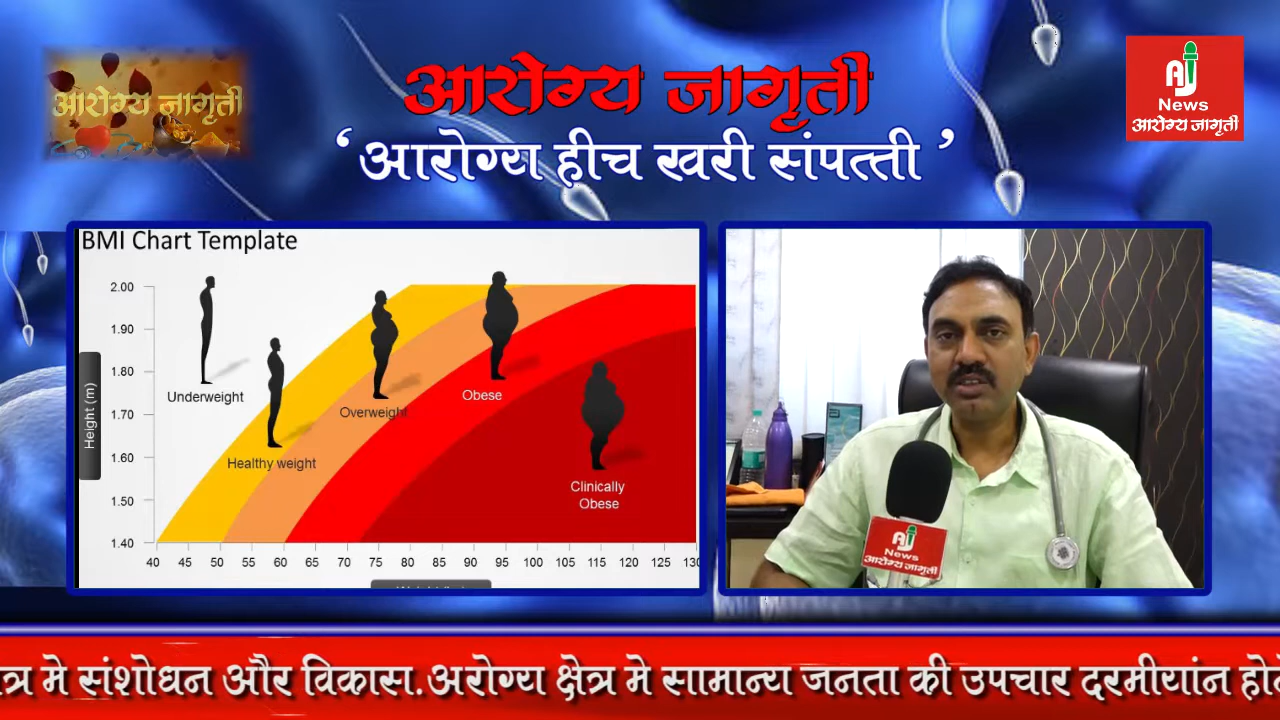 आरोग्य जागृती
‘आरोग्य हीच खरी संपत्ती ’
आरोग्य जागृती
AJ
News
आरोग्य जागृती
BMI Chart Template
Height (m)
2.00
1.90
1.80
1.70
1.60
1.50
1.40
Underweight
Healthy weight
Overweight
Obese
Clinically
Obese
40 45 50 55 60 65 70 75 80 85 90 95 100 105 115 120 125 130
AJ
News
आरोग्य जागृती
त्र मे संशोधन और विकास.अरोग्य क्षेत्र मे सामान्य जनता की उपचार दरमीयांन होने